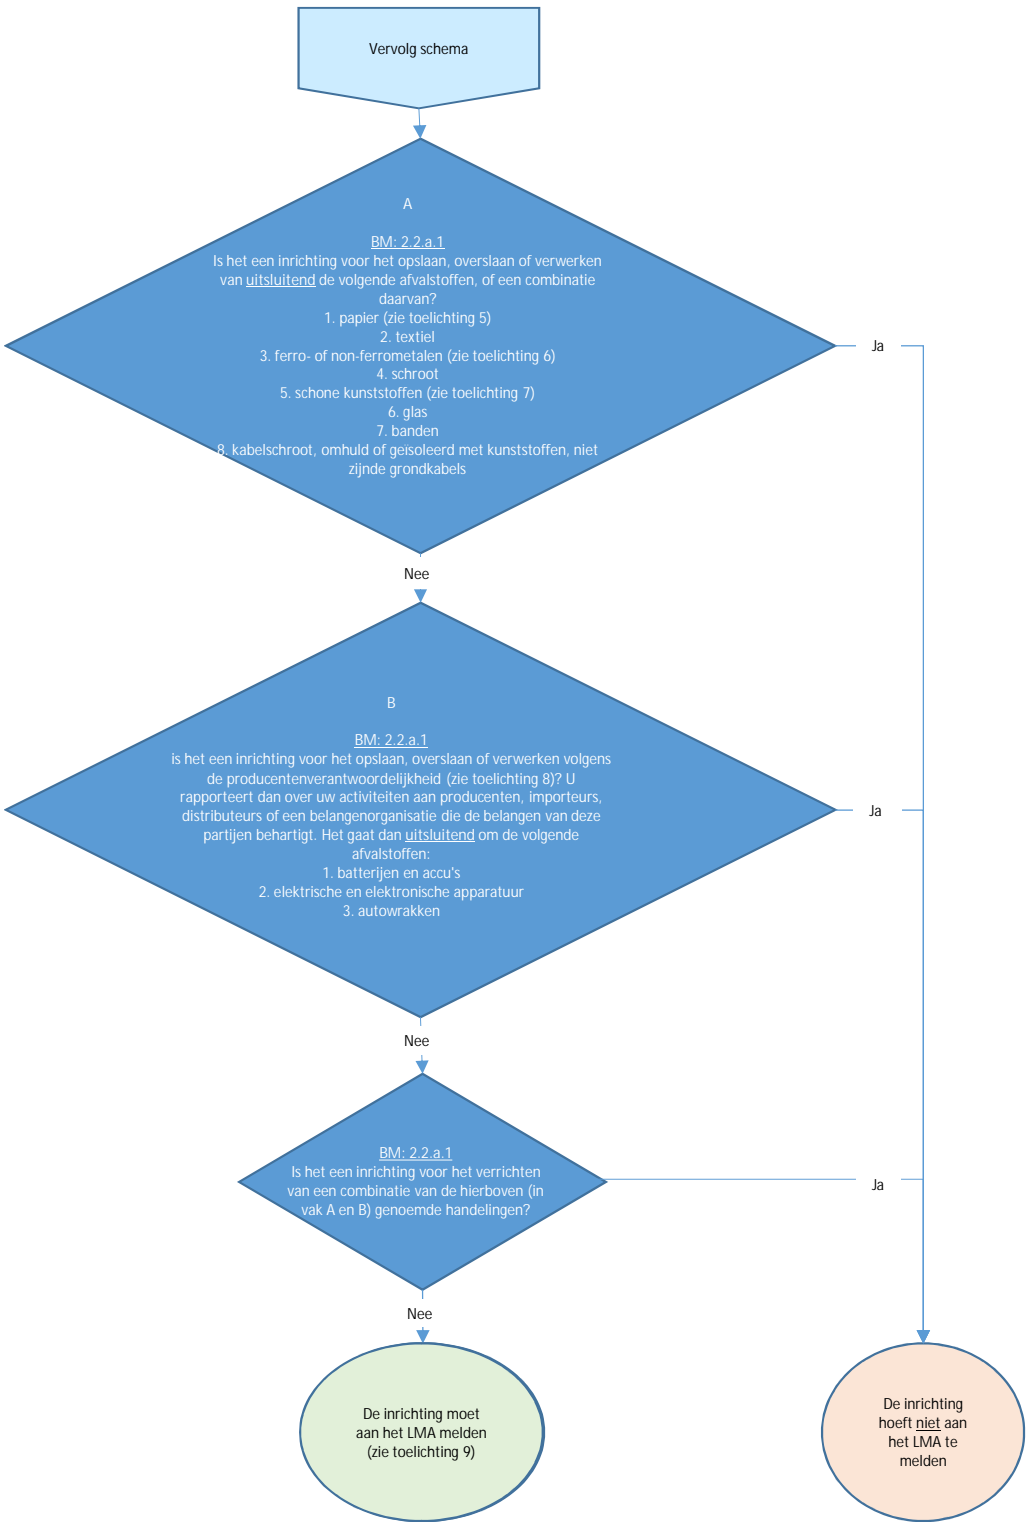 Vervolg schema
A
BM: 2.2.a.1
Is het een inrichting voor het opslaan, overslaan of verwerken
van uitsluitend de volgende afvalstoffen, of een combinatie
daarvan?
1. papier (zie toelichting 5)
2. textiel
3. ferro- of non-ferrometalen (zie toelichting 6)
4. schroot
5. schone kunststoffen (zie toelichting 7)
6. glas
7. banden
8. kabelschroot, omhuld of geïsoleerd met kunststoffen, niet
zijnde grondkabels
Ja
Nee
B
BM: 2.2.a.1
is het een inrichting voor het opslaan, overslaan of verwerken volgens
de producentenverantwoordelijkheid (zie toelichting 8)? U
rapporteert dan over uw activiteiten aan producenten, importeurs,
distributeurs of een belangenorganisatie die de belangen van deze
partijen behartigt. Het gaat dan uitsluitend om de volgende
afvalstoffen:
1. batterijen en accu's
2. elektrische en elektronische apparatuur
3. autowrakken
Ja
Nee
BM: 2.2.a.1
Is het een inrichting voor het verrichten
van een combinatie van de hierboven (in
vak A en B) genoemde handelingen?
Ja
Nee
De inrichting moet
aan het LMA melden
(zie toelichting 9)
De inrichting
hoeft niet aan
het LMA te
melden